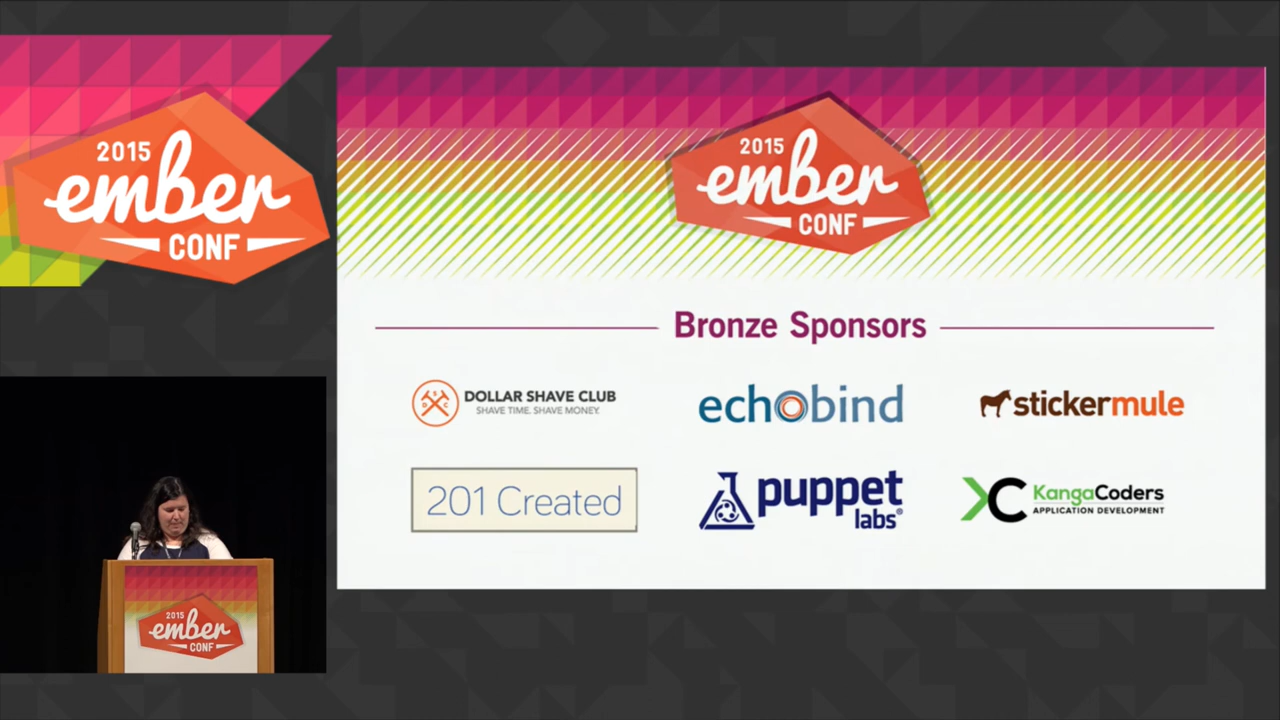 2015
ember
CONF
2015
ember
CONF
Bronze Sponsors
DSC
DOLLAR SHAVE CLUB
SHAVE TIME. SHAVE MONEY.
echobind
stickermule
201 Created
puppet
labs®
KangaCoders
APPLICATION DEVELOPMENT
2015
ember
CONF